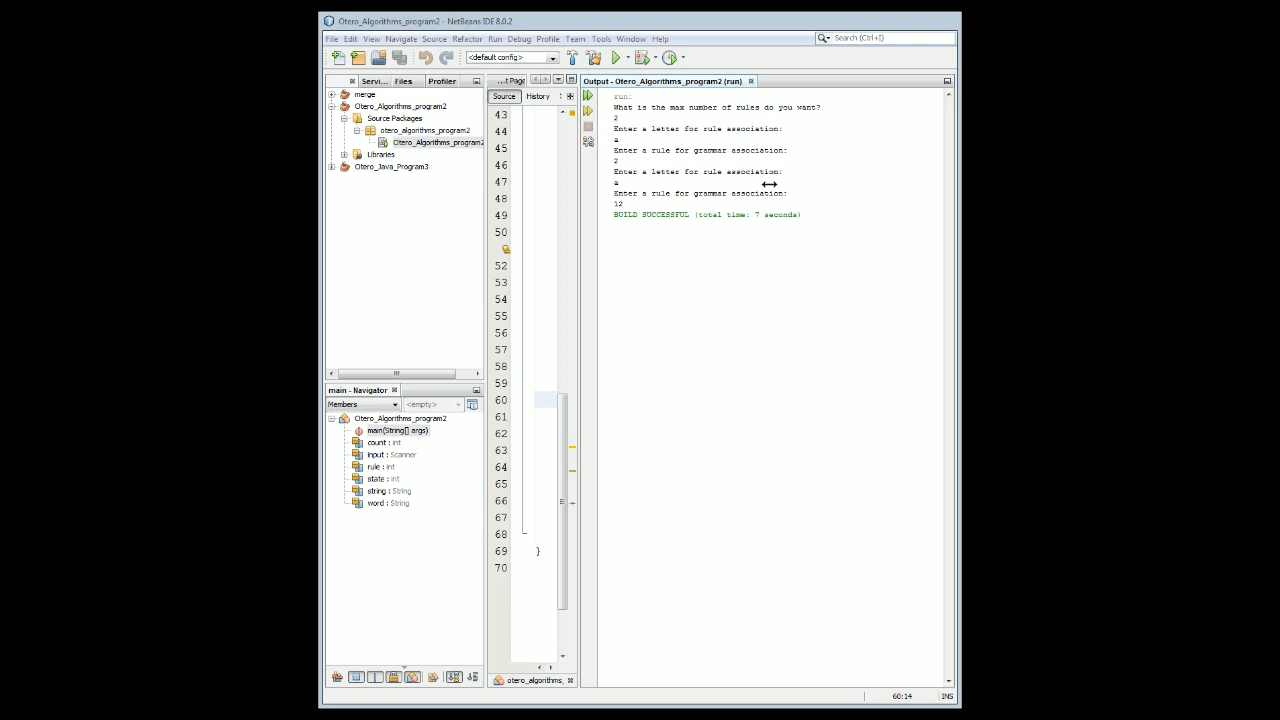 Otero_Algorithms_program2 - NetBeans IDE 8.0.2
File Edit View Navigate Source Refactor Run Debug Profile Team Tools Window Help
Search (Ctrl+I)
<default config>
Servi... Files Profiler
...t Page
Output - Otero_Algorithms_program2 (run)
merge
Otero_Algorithms_program2
Source Packages
otero_algorithms_program2
Otero_Algorithms_program2
Libraries
Otero_Java_Program3
Source History
43
44
45
46
47
48
49
50
52
53
54
55
56
57
58
59
60
61
62
63
64
65
66
67
68
69 }
70
run:
What is the max number of rules do you want?
2
Enter a letter for rule association:
a
Enter a rule for grammar association:
2
Enter a letter for rule association:
a
Enter a rule for grammar association:
12
BUILD SUCCESSFUL (total time: 7 seconds)
main - Navigator
Members <empty>
Otero_Algorithms_program2
main(String[] args)
count : int
input : Scanner
rule : int
state : int
string : String
word : String
otero_algorithms_
60:14 INS